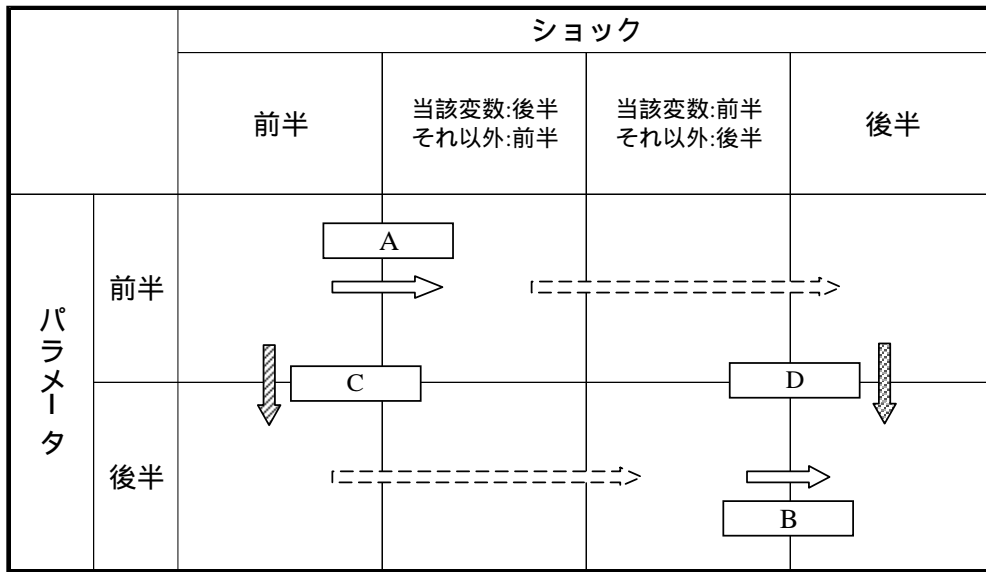 ショック
前半
当該変数:後半
それ以外:前半
当該変数:前半
それ以外:後半
後半
パラメータ
前半
A
C
D
後半
B